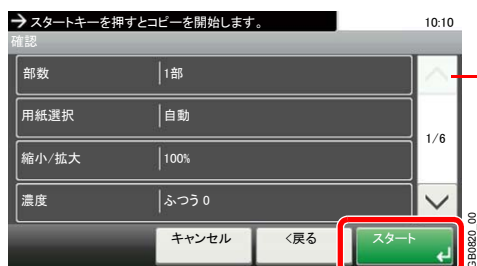 →スタートキーを押すとコピーを開始します。 10:10
確認
部数 1部
用紙選択 自動
縮小/拡大 100%
1/6
濃度 ふつう 0
キャンセル <戻る スタート
GB0820_00